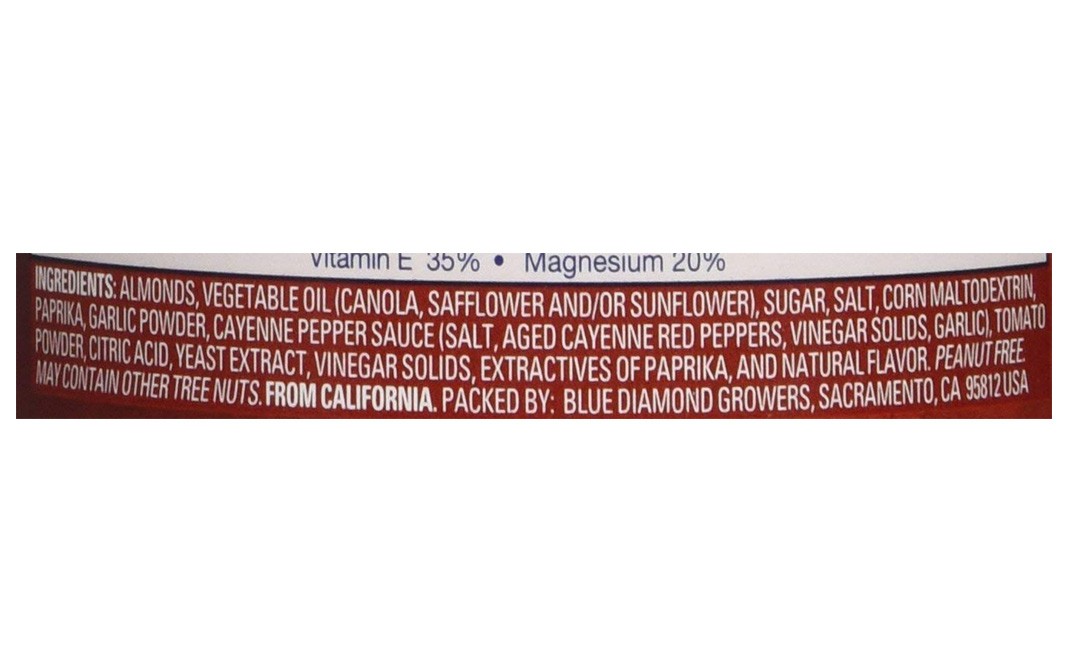 Vitamin E 35% • Magnesium 20%
INGREDIENTS: ALMONDS, VEGETABLE OIL (CANOLA, SAFFLOWER AND/OR SUNFLOWER), SUGAR, SALT, CORN MALTODEXTRIN,
PAPRIKA, GARLIC POWDER, CAYENNE PEPPER SAUCE (SALT, AGED CAYENNE RED PEPPERS, VINEGAR SOLIDS, GARLIC), TOMATO
POWDER, CITRIC ACID, YEAST EXTRACT, VINEGAR SOLIDS, EXTRACTIVES OF PAPRIKA, AND NATURAL FLAVOR. PEANUT FREE.
MAY CONTAIN OTHER TREE NUTS. FROM CALIFORNIA. PACKED BY: BLUE DIAMOND GROWERS, SACRAMENTO, CA 95812 USA